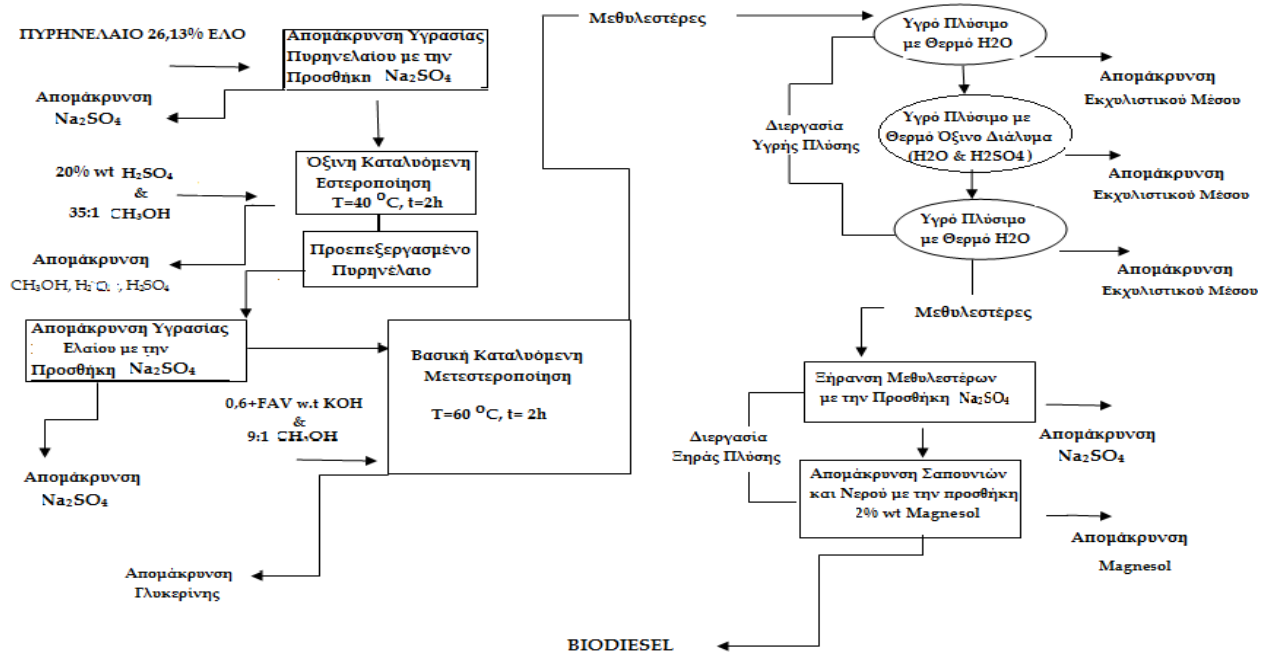 ΠΥΡΗΝΕΛΑΙΟ 26,13% ΕΛΟ
Απομάκρυνση Υγρασίας
Πυρηνελαίου με την
Προσθήκη Na₂SO₄
Απομάκρυνση
Na₂SO₄
20% wt H₂SO₄
&
35:1 CH₃OH
Όξινη Καταλυόμενη
Εστεροποίηση
T=40 ⁰C, t=2h
Προεπεξεργασμένο
Πυρηνέλαιο
Απομάκρυνση
CH₃OH, H₂O, H₂SO₄
Απομάκρυνση Υγρασίας
Ελαίου με την
Προσθήκη Na₂SO₄
Απομάκρυνση
Na₂SO₄
0,6+FAV w.t KOH
&
9:1 CH₃OH
Βασική Καταλυόμενη
Μετεστεροποίηση
T=60 ⁰C, t= 2h
Απομάκρυνση
Γλυκερίνης
Μεθυλεστέρες
Υγρό Πλύσιμο
με Θερμό H2O
Απομάκρυνση
Εκχυλιστικού Μέσου
Διεργασία
Υγρής Πλύσης
Υγρό Πλύσιμο με
Θερμό Όξινο Διάλυμα
(H2O & H2SO4)
Απομάκρυνση
Εκχυλιστικού Μέσου
Υγρό Πλύσιμο
με Θερμό H2O
Απομάκρυνση
Εκχυλιστικού Μέσου
Μεθυλεστέρες
Ξήρανση Μεθυλεστέρων
με την Προσθήκη Na₂SO₄
Απομάκρυνση
Na₂SO₄
Διεργασία
Ξηράς Πλύσης
Απομάκρυνση Σαπουνιών
και Νερού με την προσθήκη
2% wt Magnesol
Απομάκρυνση
Magnesol
BIODIESEL